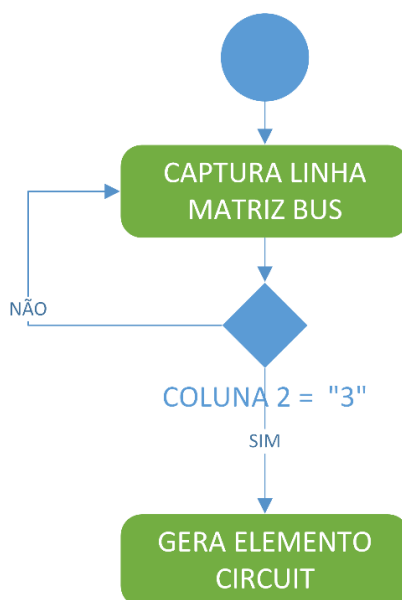 CAPTURA LINHA
MATRIZ BUS
NÃO
COLUNA 2 = "3"
SIM
GERA ELEMENTO
CIRCUIT